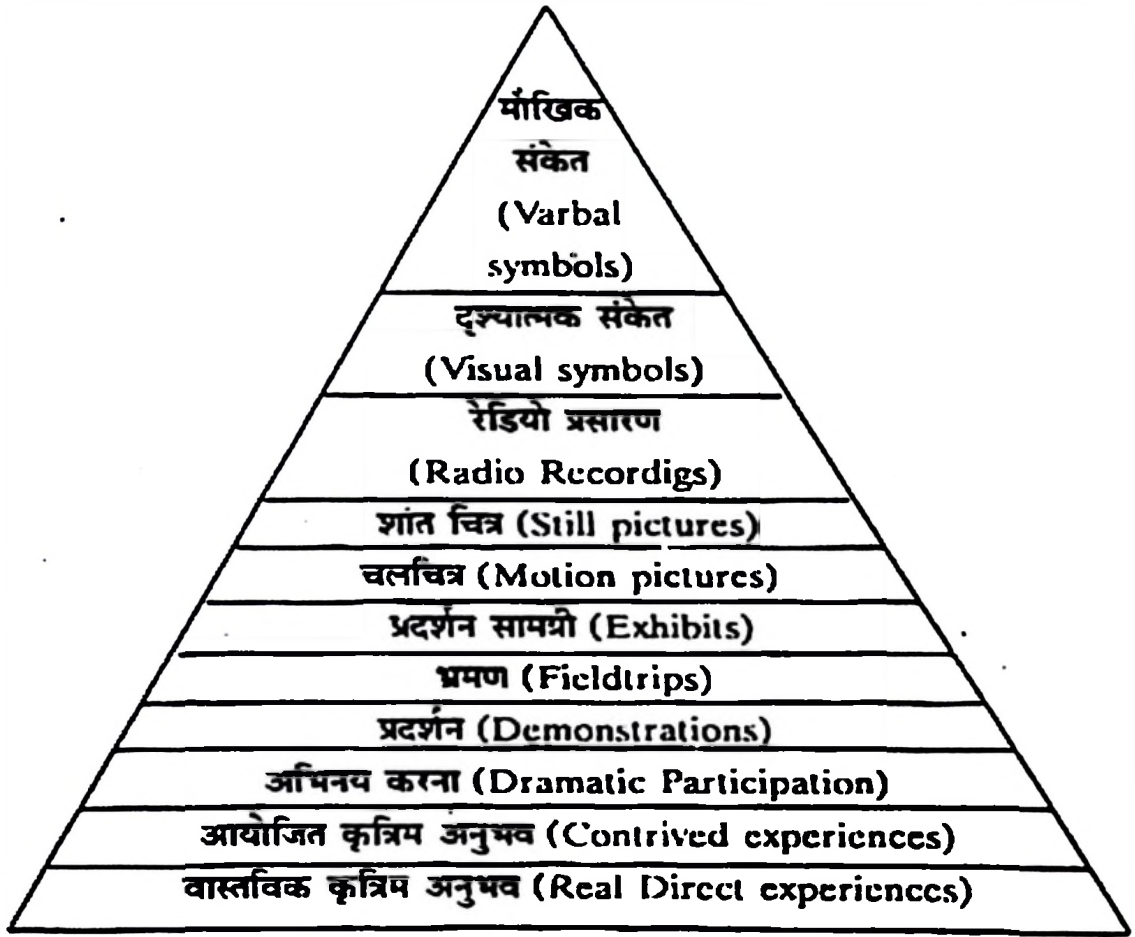 मौखिक
संकेत
(Varbal
symbols)
दृश्यात्मक संकेत
(Visual symbols)
रेडियो प्रसारण
(Radio Recordigs)
शांत चित्र (Still pictures)
चलचित्र (Motion pictures)
प्रदर्शन सामग्री (Exhibits)
भ्रमण (Fieldtrips)
प्रदर्शन (Demonstrations)
अभिनय करना (Dramatic Participation)
आयोजित कृत्रिम अनुभव (Contrived experiences)
वास्तविक कृत्रिम अनुभव (Real Direct experiences)